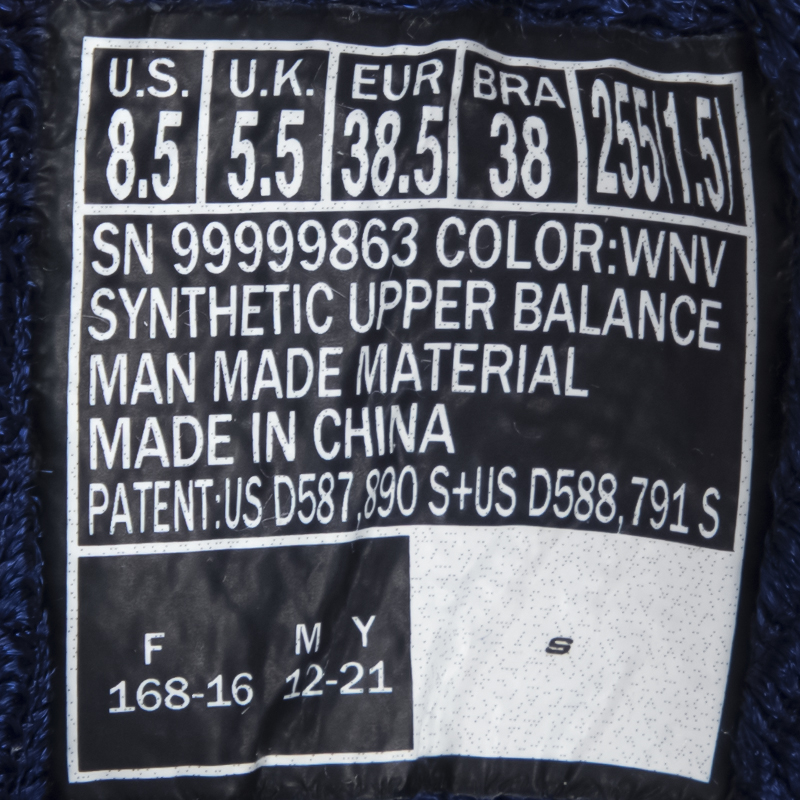 U.S. U.K. EUR BRA 255(1.5)
8.5 5.5 38.5 38
SN 99999863 COLOR:WNV
SYNTHETIC UPPER BALANCE
MAN MADE MATERIAL
MADE IN CHINA
PATENT:US D587,890 S+US D588,791 S
F M Y
168-16 12-21
S